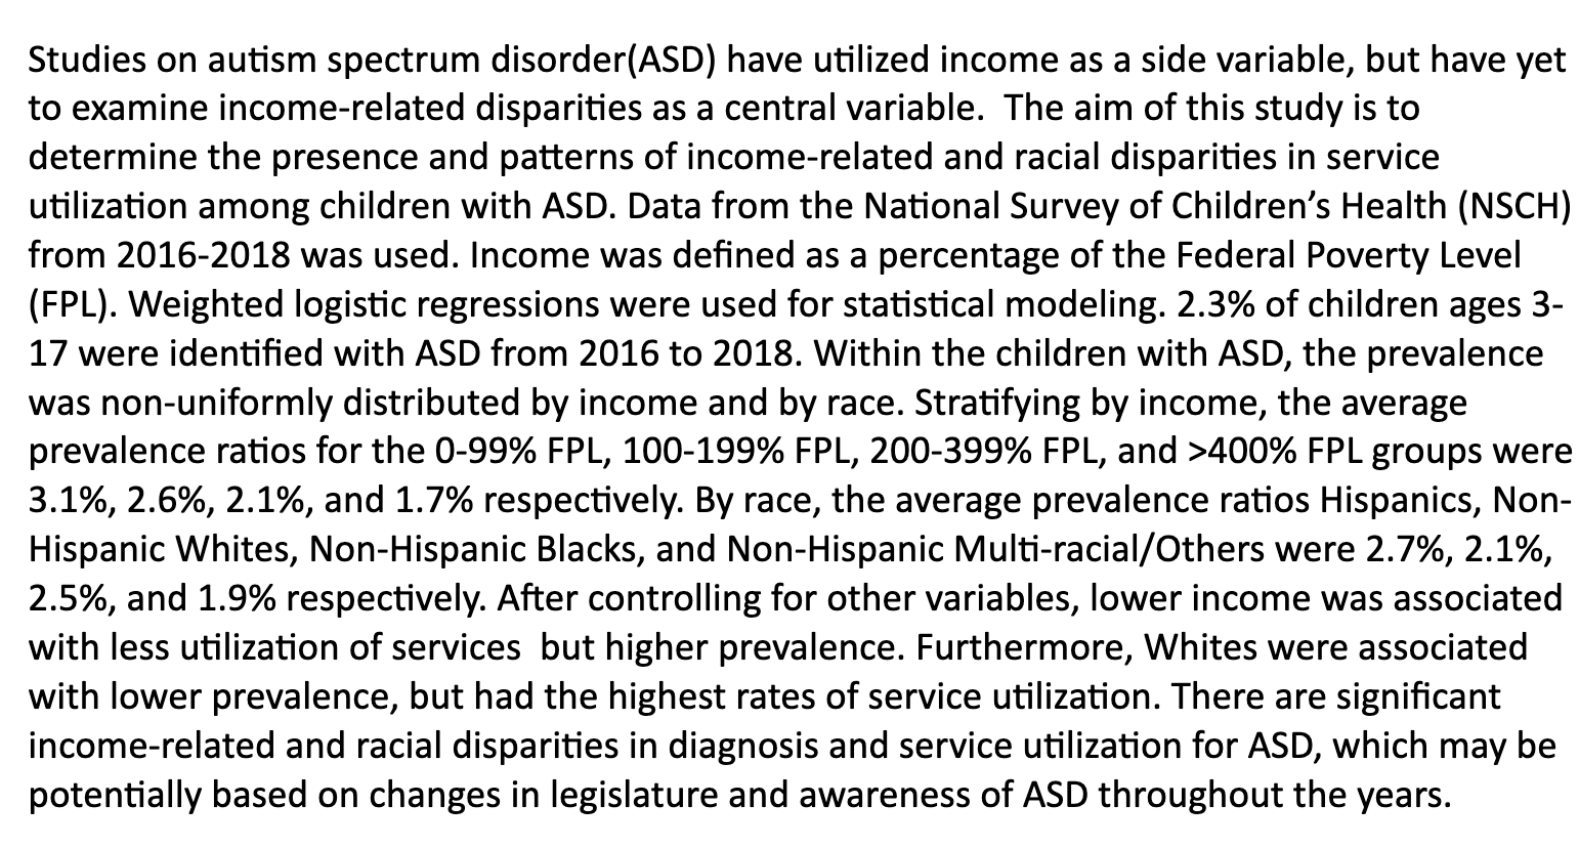 Studies on autism spectrum disorder(ASD) have utilized income as a side variable, but have yet
to examine income-related disparities as a central variable.  The aim of this study is to
determine the presence and patterns of income-related and racial disparities in service
utilization among children with ASD. Data from the National Survey of Children’s Health (NSCH)
from 2016-2018 was used. Income was defined as a percentage of the Federal Poverty Level
(FPL). Weighted logistic regressions were used for statistical modeling. 2.3% of children ages 3-
17 were identified with ASD from 2016 to 2018. Within the children with ASD, the prevalence
was non-uniformly distributed by income and by race. Stratifying by income, the average
prevalence ratios for the 0-99% FPL, 100-199% FPL, 200-399% FPL, and >400% FPL groups were
3.1%, 2.6%, 2.1%, and 1.7% respectively. By race, the average prevalence ratios Hispanics, Non-
Hispanic Whites, Non-Hispanic Blacks, and Non-Hispanic Multi-racial/Others were 2.7%, 2.1%,
2.5%, and 1.9% respectively. After controlling for other variables, lower income was associated
with less utilization of services  but higher prevalence. Furthermore, Whites were associated
with lower prevalence, but had the highest rates of service utilization. There are significant
income-related and racial disparities in diagnosis and service utilization for ASD, which may be
potentially based on changes in legislature and awareness of ASD throughout the years.